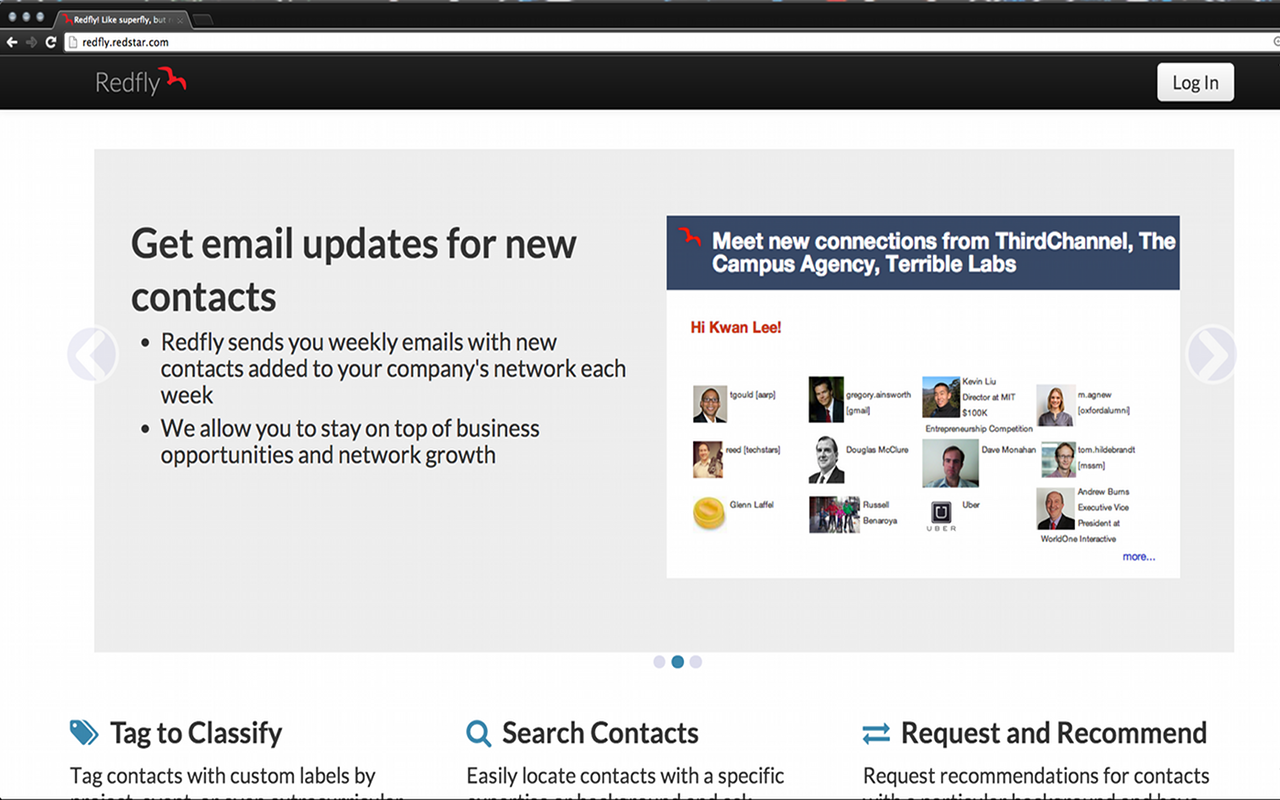 Redfly! Like superfly, but r
redfly.redstar.com
Redfly
Log In
Get email updates for new
contacts
• Redfly sends you weekly emails with new
contacts added to your company's network each
week
• We allow you to stay on top of business
opportunities and network growth
Meet new connections from ThirdChannel, The
Campus Agency, Terrible Labs
Hi Kwan Lee!
tgould [aarp]
gregory.ainsworth
[gmail]
Kevin Liu
Director at MIT
$100K
Entrepreneurship Competition
m.agnew
[oxfordalumni]
reed [techstars]
Douglas McClure
Dave Monahan
tom.hildebrandt
[mssm]
Glenn Laffel
Russell
Benaroya
UBER
Uber
Andrew Burns
Executive Vice
President at
WorldOne Interactive
more...
Tag to Classify
Tag contacts with custom labels by
Search Contacts
Easily locate contacts with a specific
Request and Recommend
Request recommendations for contacts